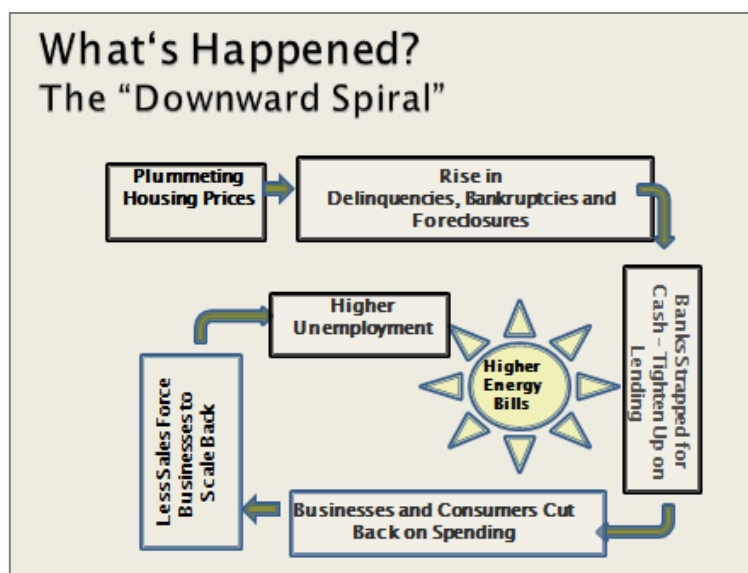 What's Happened?
The “Downward Spiral”
Plummeting
Housing Prices
Rise in
Delinquencies, Bankruptcies and
Foreclosures
Banks Strapped for
Cash – Tighten Up on
Lending
Businesses and Consumers Cut
Back on Spending
Less Sales Force
Businesses to
Scale Back
Higher
Unemployment
Higher
Energy
Bills